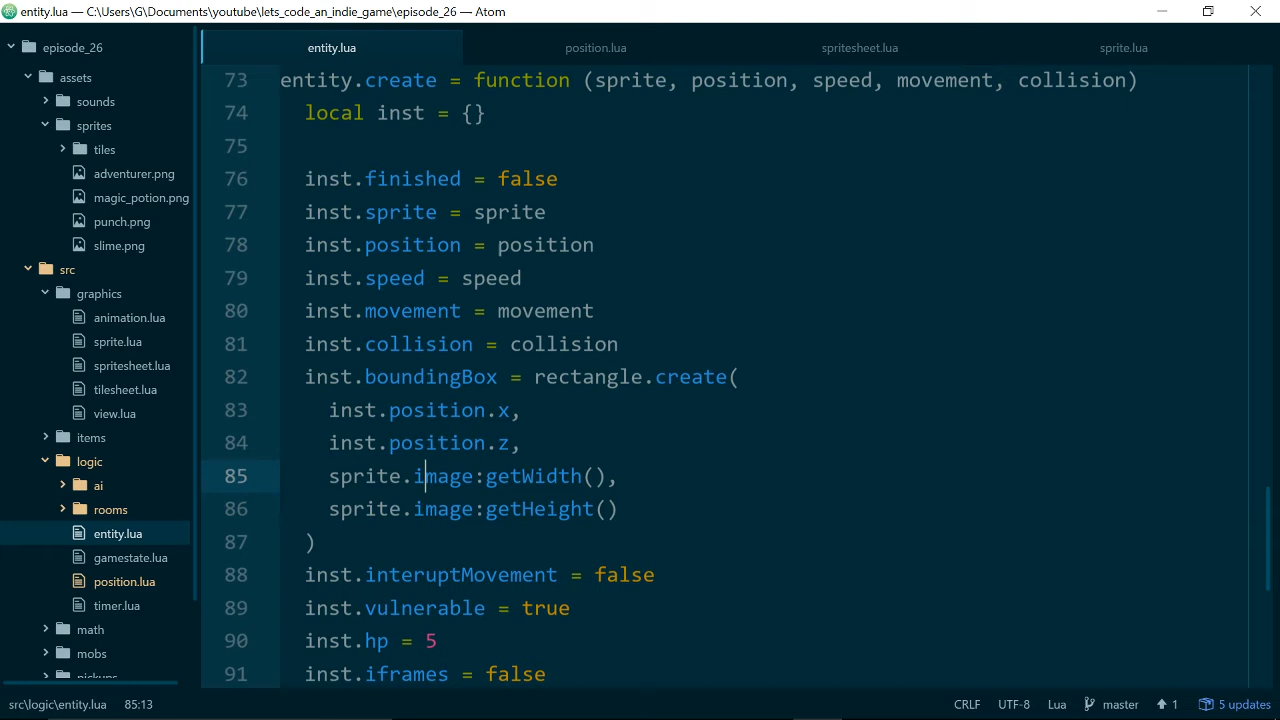 entity.lua — C:\Users\G\Documents\youtube\lets_code_an_indie_game\episode_26 — Atom
episode_26
assets
sounds
sprites
tiles
adventurer.png
magic_potion.png
punch.png
slime.png
src
graphics
animation.lua
sprite.lua
spritesheet.lua
tilesheet.lua
view.lua
items
logic
ai
rooms
entity.lua
gamestate.lua
position.lua
timer.lua
math
mobs
pickups
entity.lua position.lua spritesheet.lua sprite.lua
73 entity.create = function (sprite, position, speed, movement, collision)
74 local inst = {}
75
76 inst.finished = false
77 inst.sprite = sprite
78 inst.position = position
79 inst.speed = speed
80 inst.movement = movement
81 inst.collision = collision
82 inst.boundingBox = rectangle.create(
83 inst.position.x,
84 inst.position.z,
85 sprite.image:getWidth(),
86 sprite.image:getHeight()
87 )
88 inst.interuptMovement = false
89 inst.vulnerable = true
90 inst.hp = 5
91 inst.iframes = false
src\logic\entity.lua 85:13 CRLF UTF-8 Lua master 1 5 updates